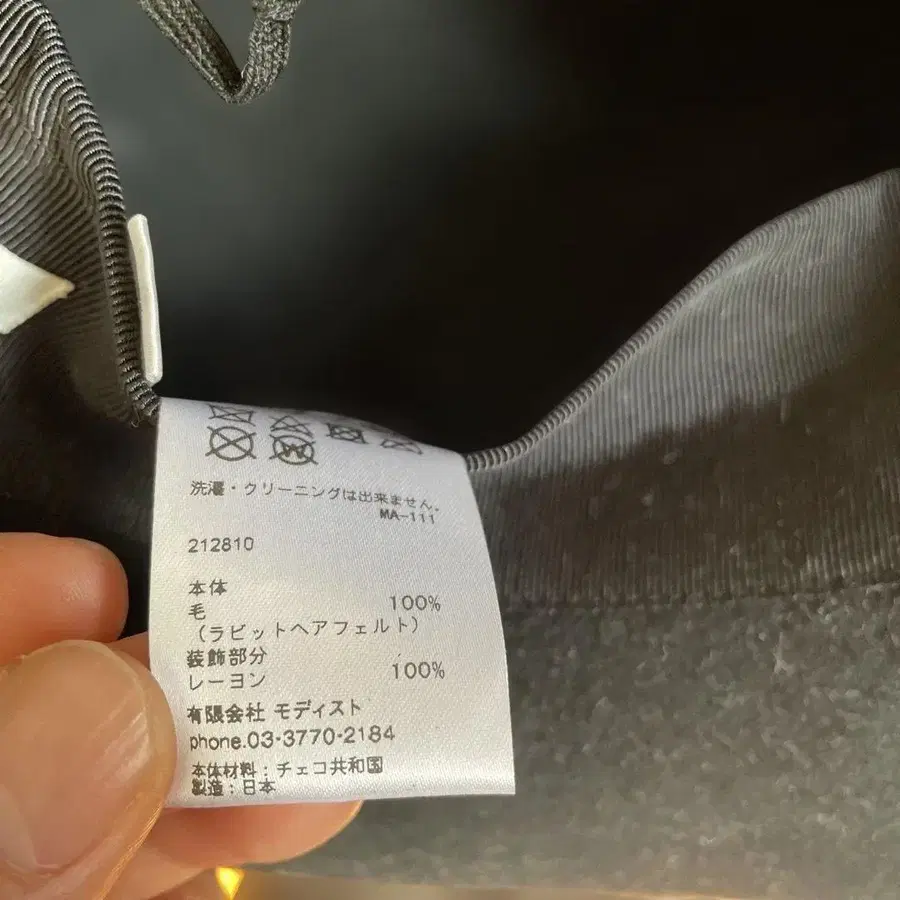 洗濯・クリーニングは出来ません。
MA-111
212810
本体
毛 100%
(ラビットヘアフェルト)
装飾部分
レーヨン 100%
有限会社 モディスト
phone.03-3770-2184
本体材料:チェコ共和国
製造:日本